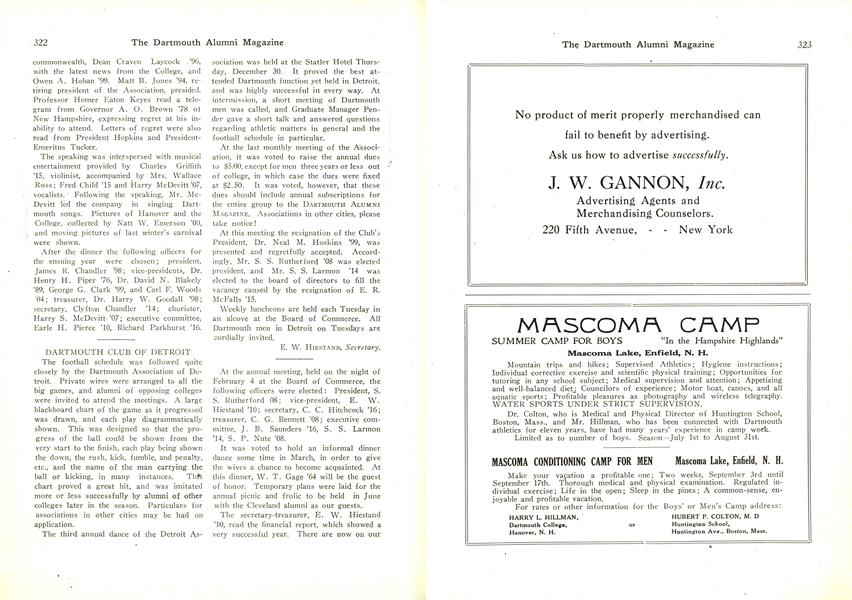 322
The Dartmouth Alumni Magazine
commonwealth, Dean Craven Laycock '96,
with the latest news from the College, and
Owen A. Hoban '99. Matt B. Jones '94, re-
tiring president of the Association, presided.
Professor Homer Eaton Keyes read a tele-
gram from Governor A. O. Brown '78 of
New Hampshire, expressing regret at his in-
ability to attend. Letters of regret were also
read from President Hopkins and President-
Emeritus Tucker.
The speaking was interspersed with musical
entertainment provided by Charles Griffith
'15, violinist, accompanied by Mrs. Wallace
Ross; Fred Child '15 and Harry McDevitt '07,
vocalists. Following the speaking, Mr. Mc-
Devitt led the company in singing Dart-
mouth songs. Pictures of Hanover and the
College, collected by Natt W. Emerson '00,
and moving pictures of last winter's carnival
were shown.
After the dinner the following officers for
the ensuing year were chosen; president,
James R. Chandler '98; vice-presidents, Dr.
Henry H. Piper '76, Dr. David N. Blakely
'89, George G. Clark '99, and Carl F. Woods
'04; treasurer, Dr. Harry W. Goodall '98;
secretary, Clyfton Chandler '14; chorister,
Harry S. McDevitt '07; executive committee,
Earle H. Pierce '10, Richard Parkhurst '16.
DARTMOUTH CLUB OF DETROIT
The football schedule was followed quite
closely by the Dartmouth Association of De-
troit. Private wires were arranged to all the
big games, and alumni of opposing colleges
were invited to attend the meetings. A large
blackboard chart of the game as it progressed
was drawn, and each play diagrammatically
shown. This was designed so that the pro-
gress of the ball could be shown from the
very start to the finish, each play being shown
the down, the rush, kick, fumble, and penalty,
etc., and the name of the man carrying the
ball or kicking, in many instances. This
chart proved a great hit, and was imitated
more or less successfully by alumni of other
colleges later in the season. Particulars for
associations in other cities may be had on
application.
The third annual dance of the Detroit As-
sociation was held at the Statler Hotel Thurs-
day, December 30. It proved the best at-
tended Dartmouth function yet held in Detroit,
and was highly successful in every way. At
intermission, a short meeting of Dartmouth
men was called, and Graduate Manager Pen-
der gave a short talk and answered questions
regarding athletic matters in general and the
football schedule in particular.
At the last monthly meeting of the Associ-
ation, it was voted to raise the annual dues
to $5.00, except for men three years or less out
of college, in which case the dues were fixed
at $2.50. It was voted, however, that these
dues should include annual subscriptions for
the entire group to the DARTMOUTH ALUMNI
MAGAZINE. Associations in other cities, please
take notice!
At this meeting the resignation of the Club's
President, Dr. Neal M. Hoskins '99, was
presented and regretfully accepted. Accord-
ingly, Mr. S. S. Rutherford '08 was elected
president, and Mr. S. S. Larmon '14 was
elected to the board of directors to fill the
vacancy caused by the resignation of E. R.
McFalls '15.
Weekly luncheons are held each Tuesday in
an alcove at the Board of Commerce. All
Dartmouth men in Detroit on Tuesdays are
cordially invited.
E. W. HIESTAND, Secretary.
At the annual meeting, held on the night of
February 4 at the Board of Commerce, the
following officers were elected: President, S.
S. Rutherford '08; vice-president, E. W.
Hiestand '10; secretary, C. C. Hitchcock '16;
treasurer, C. G. Bennett '08; executive com-
mittee, J. B. Saunders '16, S. S. Larmon
'14, S. P. Nute '08.
It was voted to hold an informal dinner
dance some time in March, in order to give
the wives a chance to become acquainted. At
this dinner, W. T. Gage '64 will be the guest
of honor. Temporary plans were laid for the
annual picnic and frolic to be held in June
with the Cleveland alumni as our guests.
The secretary-treasurer, E. W. Hiestand
'10, read the financial report, which showed a
very successful year. There are now on our
The Dartmouth Alumni Magazine
323
No product of merit properly merchandised can
fail to benefit by advertising.
Ask us how to advertise successfully.
J. W. GANNON, Inc.
Advertising Agents and
Merchandising Counselors.
220 Fifth Avenue, - - New York
MASCOMA CAMP
SUMMER CAMP FOR BOYS "In the Hampshire Highlands"
Mascoma Lake, Enfield, N. H.
Mountain trips and hikes; Supervised Athletics; Hygiene instructions;
Individual corrective exercise and scientific physical training; Opportunities for
tutoring in any school subject; Medical supervision and attention; Appetizing
and well-balanced diet; Councilors of experience; Motor boat, canoes, and all
aquatic sports; Profitable pleasures as photography and wireless telegraphy.
WATER SPORTS UNDER STRICT SUPERVISION.
Dr. Colton, who is Medical and Physical Director of Huntington School,
Boston, Mass., and Mr. Hillman, who has been connected with Dartmouth
athletics for eleven years, have had many years' experience in camp work.
Limited as to number of boys. Season—July 1st to August 31st.
MASCOMA CONDITIONING CAMP FOR MEN Mascoma Lake, Enfield, N. H.
Make your vacation a profitable one; Two weeks, September 3rd until
September 17th. Thorough medical and physical examination. Regulated in-
dividual exercise; Life in the open; Sleep in the pines; A common-sense, en-
joyable and profitable vacation.
For rates or other information for the Boys' or Men's Camp address:
HARRY L. HILLMAN,
Dartmouth College,
Hanover, N. H.
or
HUBERT P. COLTON, M. D
Huntington School,
Huntington Ave., Boston, Mass.